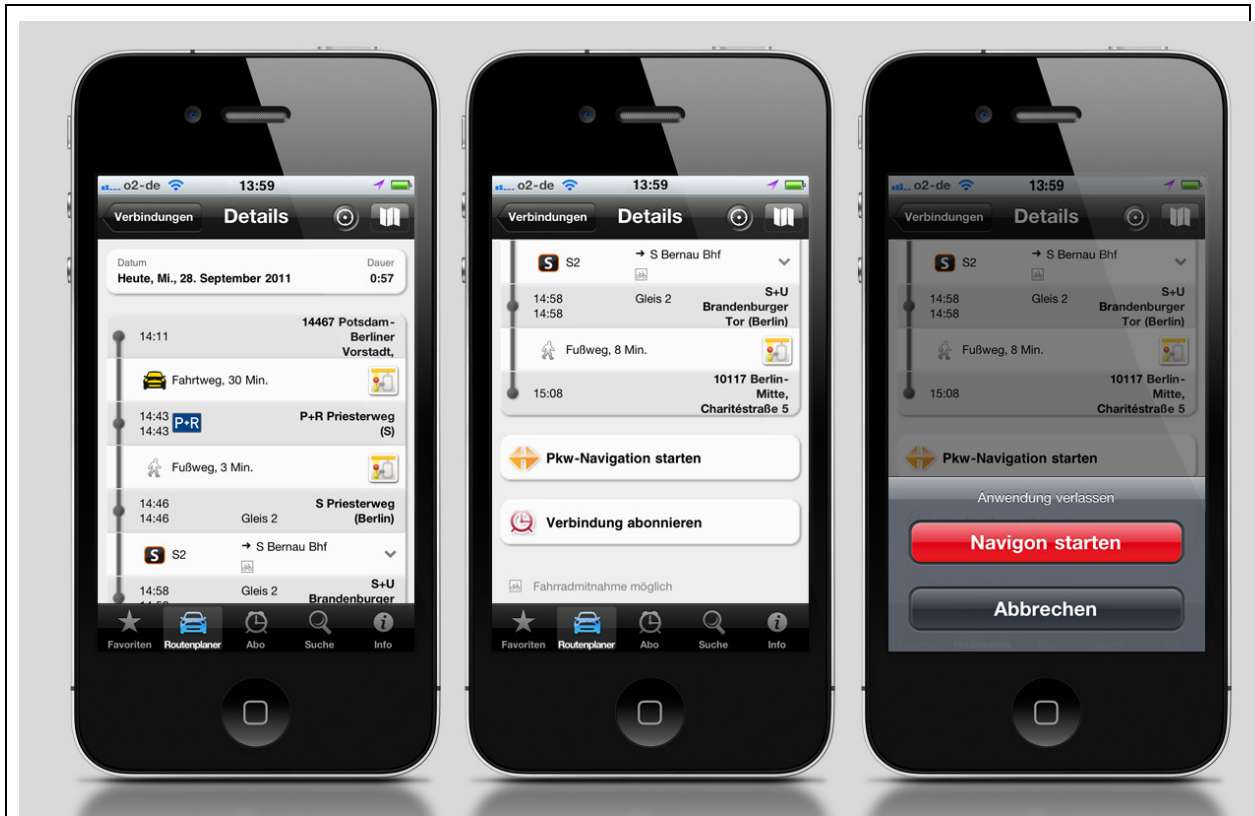 o2-de 13:59
Verbindungen Details
Datum Dauer
Heute, Mi., 28. September 2011 0:57
14:11 14467 Potsdam-
Berliner
Vorstadt,
Fahrtweg, 30 Min.
14:43 P+R P+R Priesterweg
14:43 (S)
Fußweg, 3 Min.
14:46 S Priesterweg
14:46 Gleis 2 (Berlin)
S S2 → S Bernau Bhf
14:58 Gleis 2 S+U
Brandenburger
Favoriten Routenplaner Abo Suche Info
o2-de 13:59
Verbindungen Details
S S2 → S Bernau Bhf
14:58 Gleis 2 S+U
14:58 Brandenburger
Tor (Berlin)
Fußweg, 8 Min.
15:08 10117 Berlin-
Mitte,
Charitéstraße 5
Pkw-Navigation starten
Verbindung abonnieren
Fahrradmitnahme möglich
Favoriten Routenplaner Abo Suche Info
o2-de 13:59
Verbindungen Details
S S2 → S Bernau Bhf
14:58 Gleis 2 S+U
14:58 Brandenburger
Tor (Berlin)
Fußweg, 8 Min.
15:08 10117 Berlin-
Mitte,
Charitéstraße 5
Pkw-Navigation starten
Anwendung verlassen
Navigon starten
Abbrechen